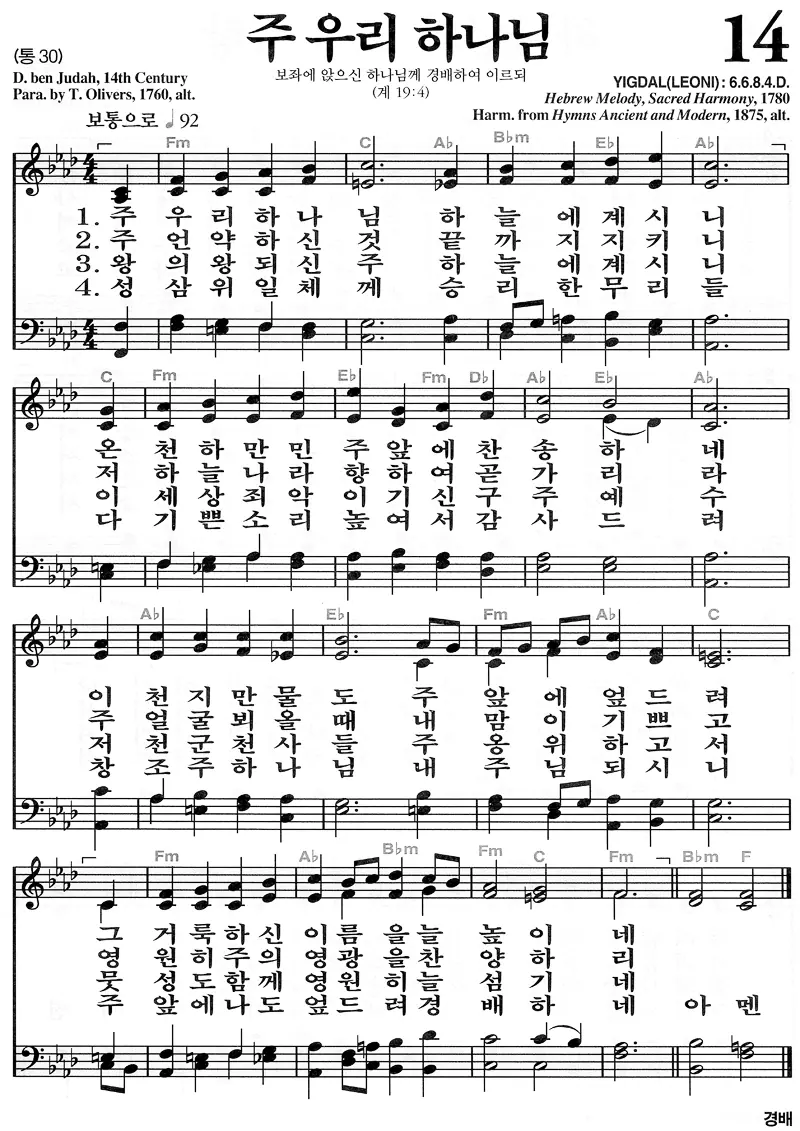 주 우리 하나님
14
(통 30)
보좌에 앉으신 하나님께 경배하여 이르되
(계 19:4)
D. ben Judah, 14th Century
Para. by T. Olivers, 1760, alt.
YIGDAL(LEONI) : 6.6.8.4.D.
Hebrew Melody, Sacred Harmony, 1780
Harm. from Hymns Ancient and Modern, 1875, alt.
보통으로 ♩ 92
Fm C A♭ B♭m E♭ A♭
4 4
1. 주 우 리 하 나 님 하 늘 에 계 시 니
2. 주 언 약 하 신 것 끝 까 지 지 키 니
3. 왕 의 왕 되 신 주 하 늘 에 계 시 니
4. 성 삼 위 일 체 께 승 리 한 무 리 들
4 4
C Fm E♭ Fm D♭ A♭ E♭ A♭
온 천 하 만 민 주 앞 에 찬 송 하 네
저 하 늘 나 라 향 하 여 곧 가 리 라
이 세 상 죄 악 이 기 신 구 주 예 수
다 기 쁜 소 리 높 여 서 감 사 드 려
A♭ E♭ Fm A♭ C
이 천 지 만 물 도 주 앞 에 엎 드 려
주 얼 굴 뵈 올 때 내 맘 이 기 쁘 고
저 천 군 천 사 들 주 옹 위 하 고 서
창 조 주 하 나 님 내 주 님 되 시 니
Fm A♭ B♭m Fm C Fm B♭m F
그 거 룩 하 신 이 름 을 늘 높 이 네
영 원 히 주 의 영 광 을 찬 양 하 리
뭇 성 도 함 께 영 원 히 늘 섬 기 네
주 앞 에 나 도 엎 드 려 경 배 하 네 아 멘
경배